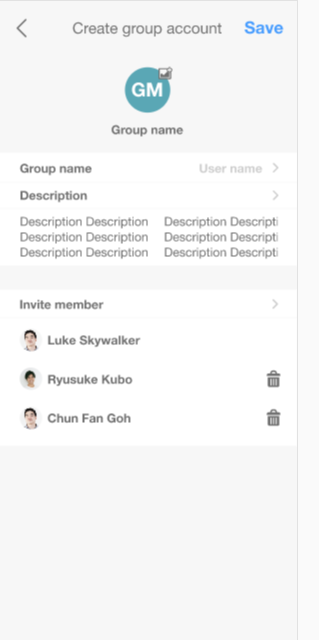 Create group account Save
GM
Group name
Group name User name
Description
Description Description Description Descripti
Description Description Description Descripti
Description Description Description Descripti
Invite member
Luke Skywalker
Ryusuke Kubo
Chun Fan Goh